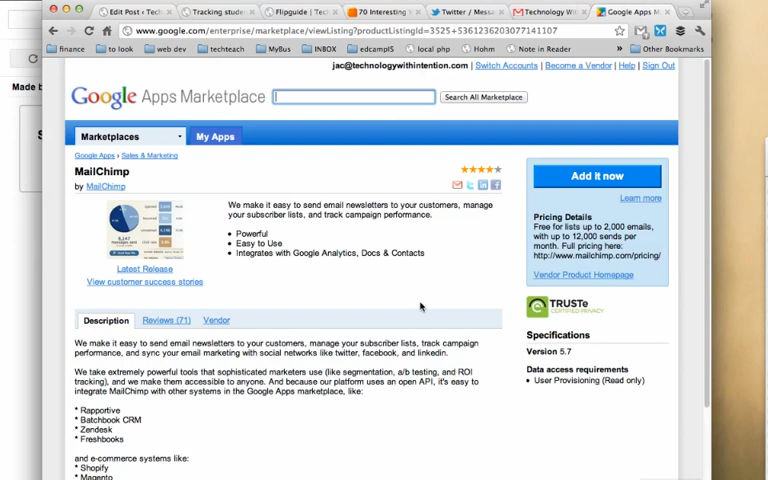 Edit Post ‹ Tech
Tracking stude
Flipguide | Tech
70 Interesting
Twitter / Messa
Technology Wi
Google Apps M
www.google.com/enterprise/marketplace/viewListing?productListingId=3525+5361236203077141107
finance
to look
web dev
techteach
MyBus
INBOX
edcampIS
local php
Hohm
Note in Reader
»
Other Bookmarks
Made b
S
jac@technologywithintention.com | Switch Accounts | Become a Vendor | Help | Sign Out
Google Apps Marketplace
Search All Marketplace
Marketplaces
My Apps
Google Apps › Sales & Marketing
MailChimp
by MailChimp
We make it easy to send email newsletters to your customers, manage
your subscriber lists, and track campaign performance.
• Powerful
• Easy to Use
• Integrates with Google Analytics, Docs & Contacts
Latest Release
View customer success stories
Add it now
Learn more
Pricing Details
Free for lists up to 2,000 emails,
with up to 12,000 sends per
month. Full pricing here:
http://www.mailchimp.com/pricing/
Vendor Product Homepage
TRUSTe
CERTIFIED PRIVACY
Specifications
Version 5.7
Data access requirements
• User Provisioning (Read only)
Description
Reviews (71)
Vendor
We make it easy to send email newsletters to your customers, manage your subscriber lists, track campaign
performance, and sync your email marketing with social networks like twitter, facebook, and linkedin.
We take extremely powerful tools that sophisticated marketers use (like segmentation, a/b testing, and ROI
tracking), and we make them accessible to anyone. And because our platform uses an open API, it's easy to
integrate MailChimp with other systems in the Google Apps marketplace, like:
* Rapportive
* Batchbook CRM
* Zendesk
* Freshbooks
and e-commerce systems like:
* Shopify
* Magento